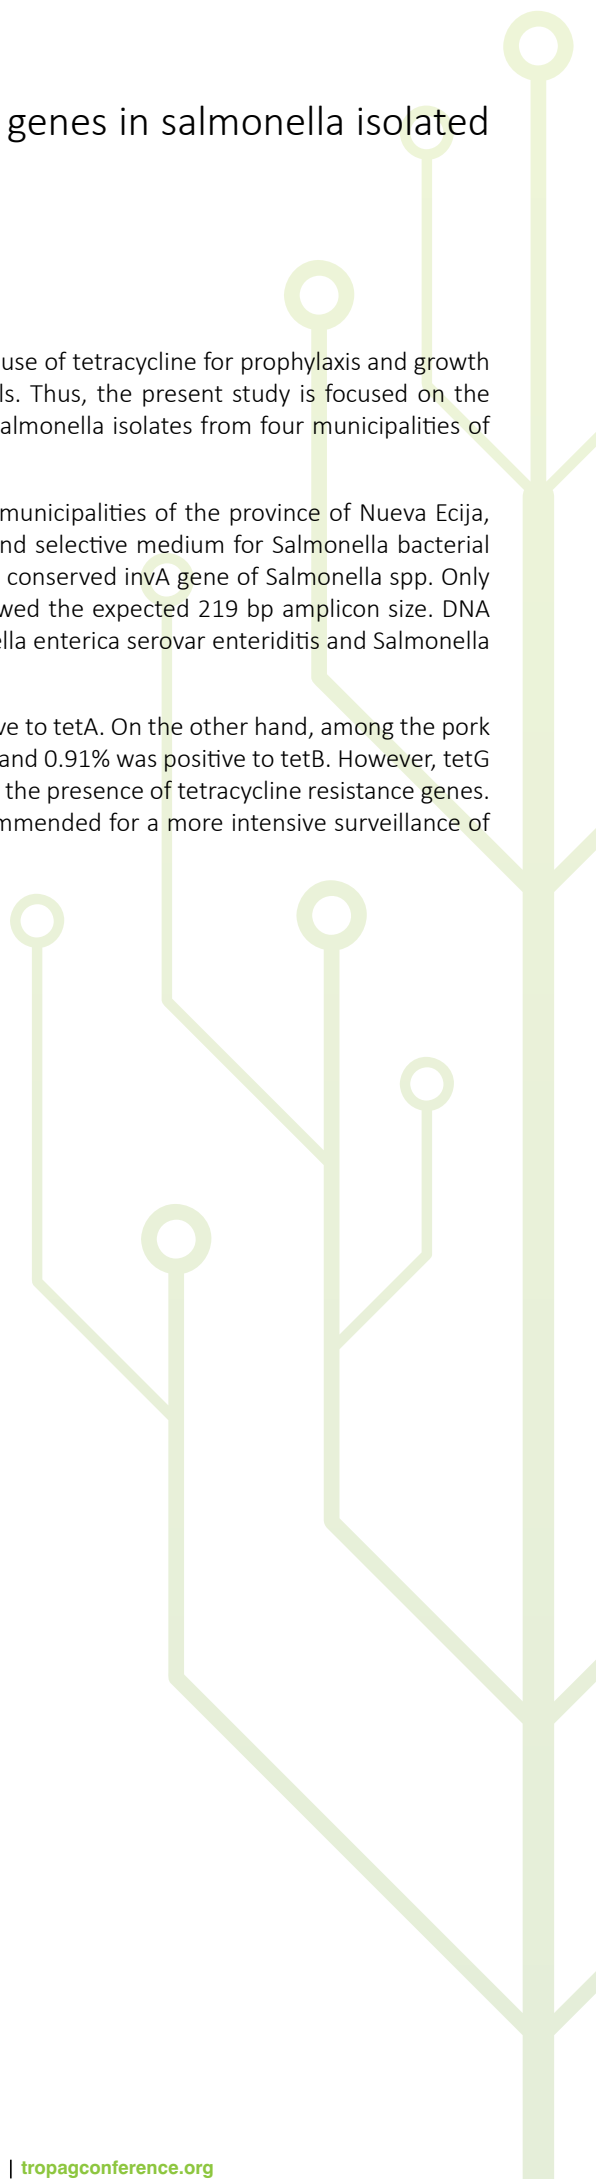 genes in salmonella isolated
use of tetracycline for prophylaxis and growth
ls. Thus, the present study is focused on the
almonella isolates from four municipalities of
municipalities of the province of Nueva Ecija,
nd selective medium for Salmonella bacterial
conserved invA gene of Salmonella spp. Only
wed the expected 219 bp amplicon size. DNA
ella enterica serovar enteriditis and Salmonella
ve to tetA. On the other hand, among the pork
and 0.91% was positive to tetB. However, tetG
the presence of tetracycline resistance genes.
mmended for a more intensive surveillance of
| tropagconference.org